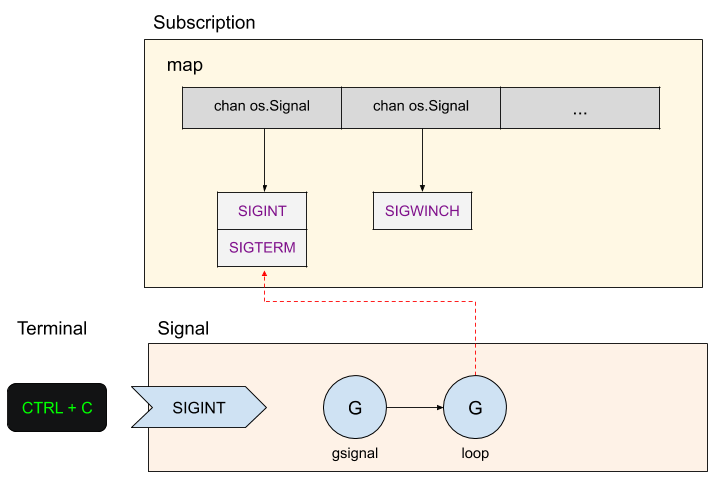 Subscription
map
chan os.Signal
chan os.Signal
...
SIGINT
SIGWINCH
SIGTERM
Terminal
Signal
CTRL + C
SIGINT
G
G
gsignal
loop